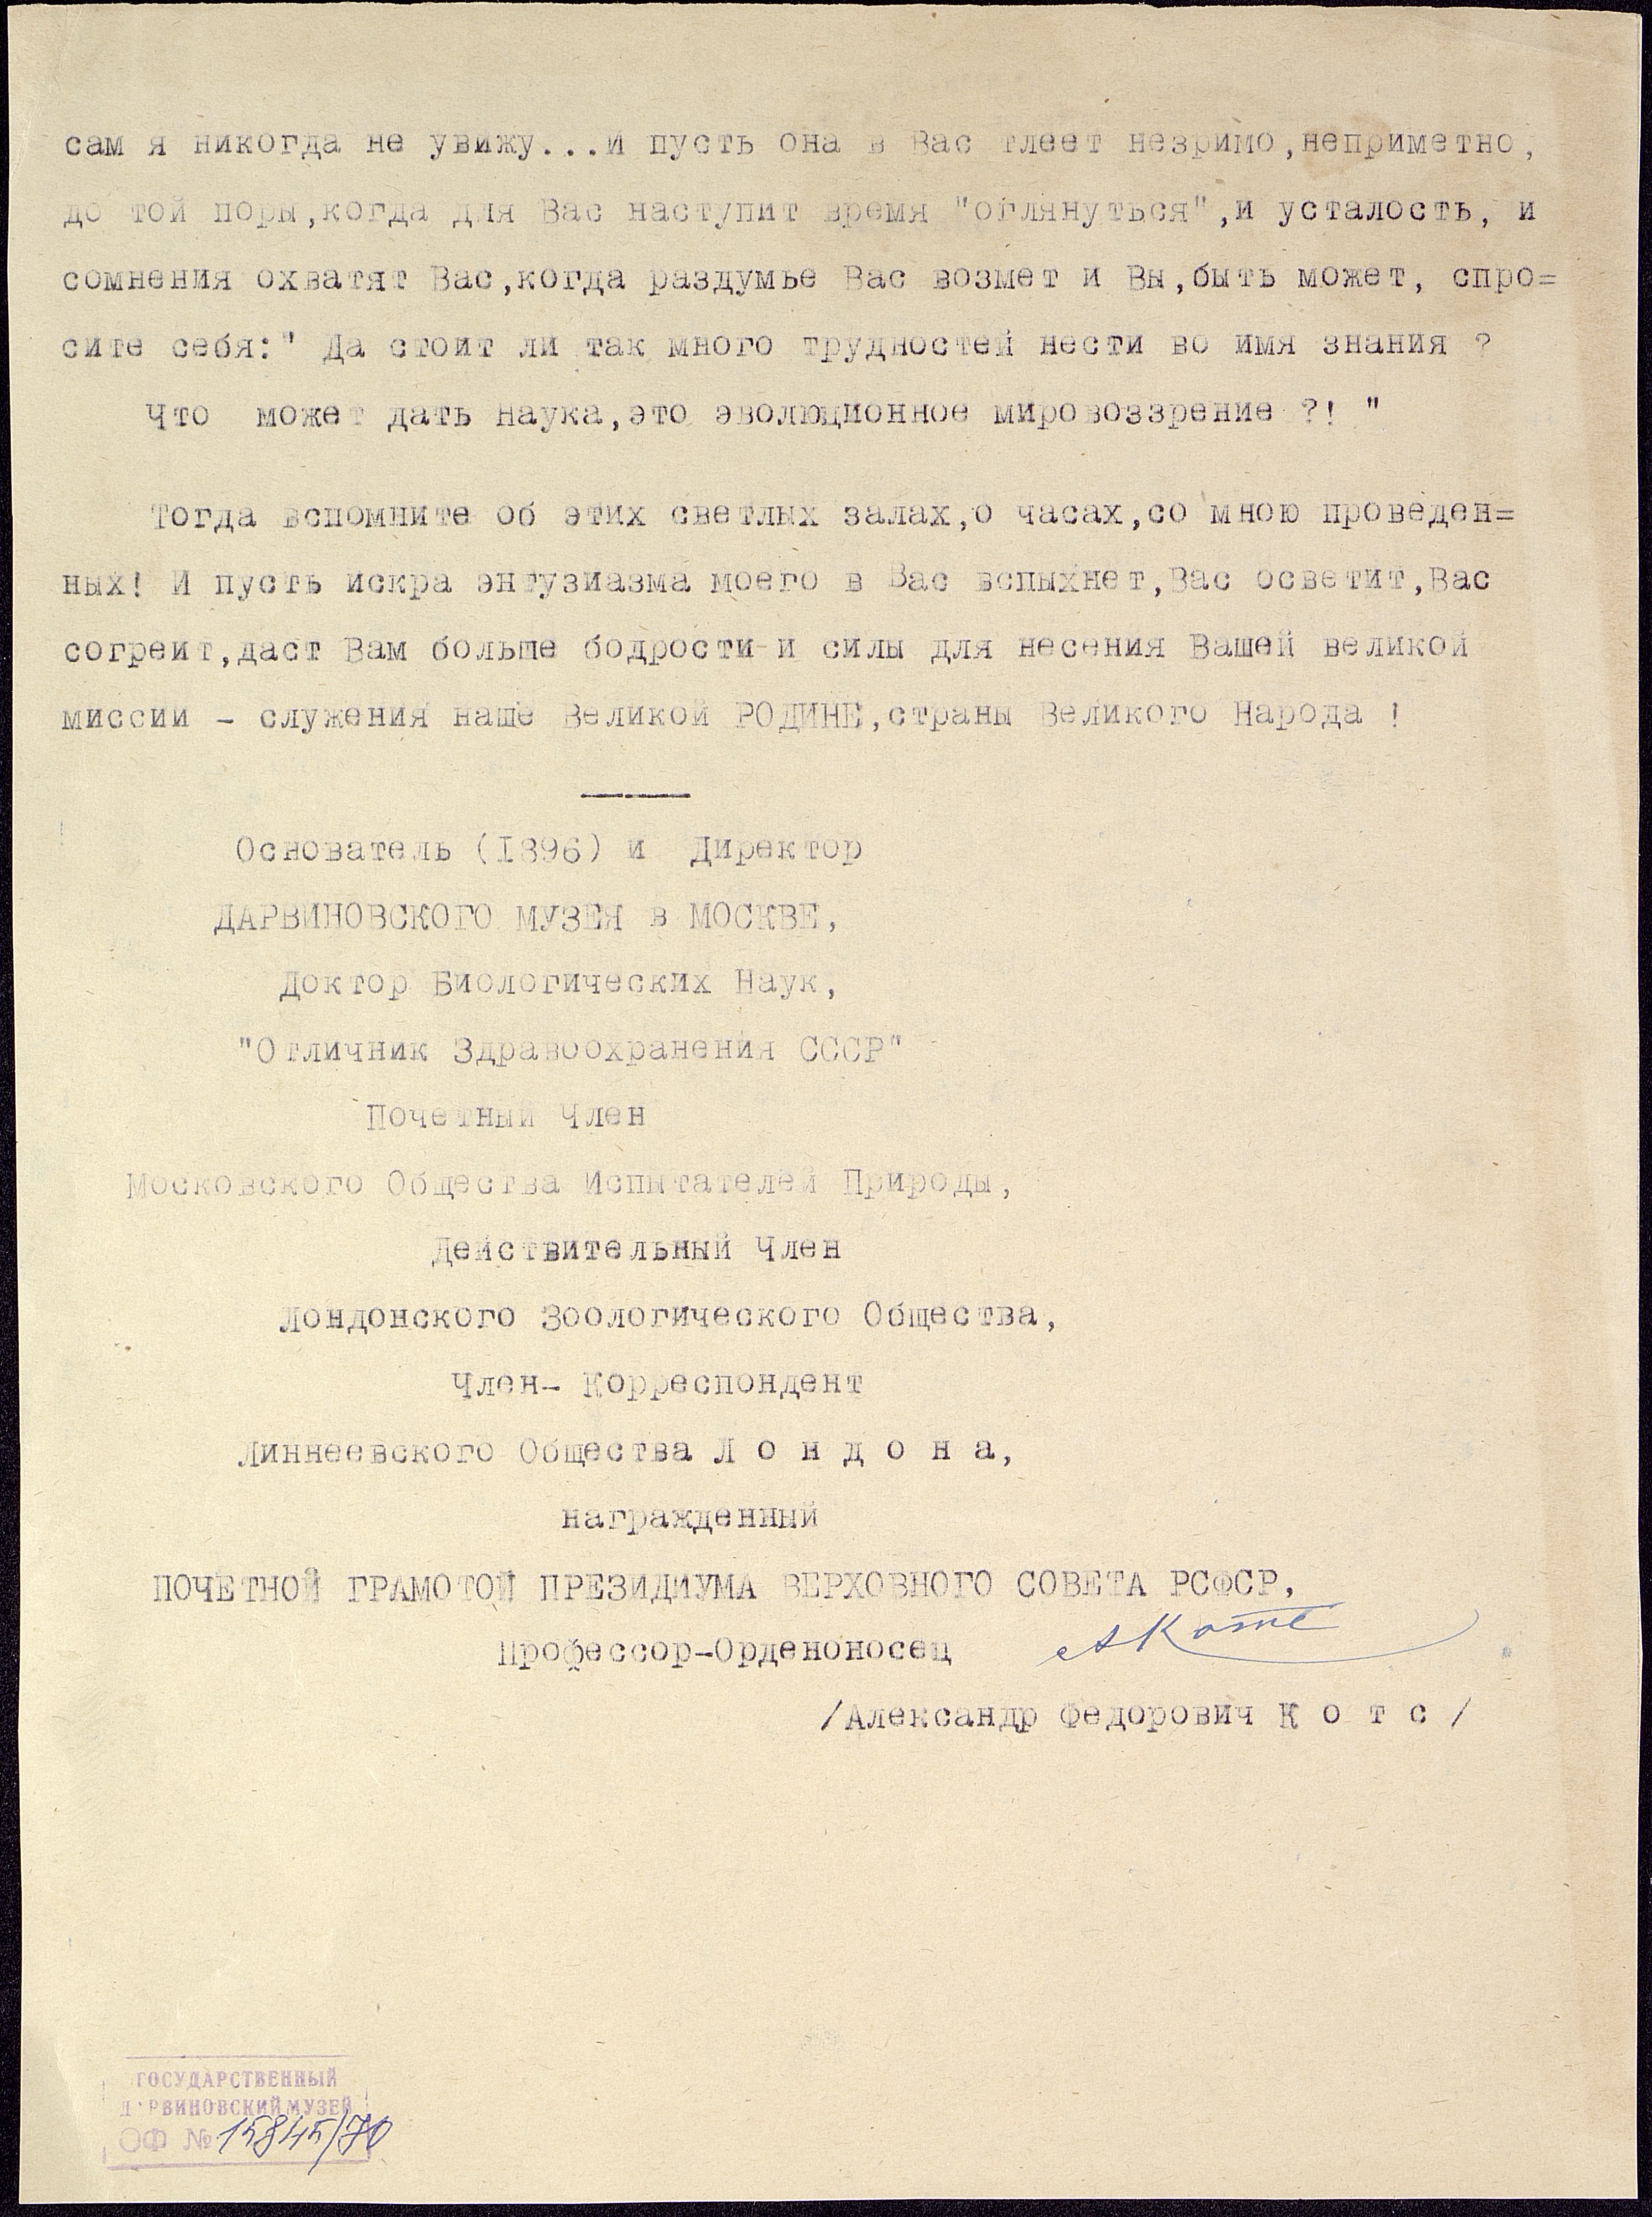 сам я никогда не увижу...И пусть она в Вас тлеет незримо,неприметно,
до той поры,когда для Вас наступит время "оглянуться",и усталость, и
сомнения охватят Вас,когда раздумье Вас возмет и Вы,быть может, спро=
сите себя:" Да стоит ли так много трудностей нести во имя знания ?
Что может дать наука,это эволюционное мировоззрение ?! "
Тогда вспомните об этих светлых залах,о часах,со мною проведен=
ных! И пусть искра энтузиазма моего в Вас вспыхнет,Вас осветит,Вас
согреит,даст Вам больше бодрости и силы для несения Вашей великой
миссии - служения наше Великой РОДИНЕ,страны Великого Народа !
Основатель (I896) и Директор
ДАРВИНОВСКОГО МУЗЕЯ в МОСКВЕ,
Доктор Биологических Наук,
"Отличник Здравоохранения СССР"
Почетный Член
Московского Общества Испытателей Природы,
Действительный Член
Лондонского Зоологического Общества,
Член- Корреспондент
Линнеевского Общества Л о н д о н а,
награжденный
ПОЧЕТНОЙ ГРАМОТОЙ ПРЕЗИДИУМА ВЕРХОВНОГО СОВЕТА РСФСР,
Профессор-Орденоносец АКотс
/Александр Федорович К о т с /
ГОСУДАРСТВЕННЫЙ
ДАРВИНОВСКИЙ МУЗЕЙ
ОФ № 15845/70